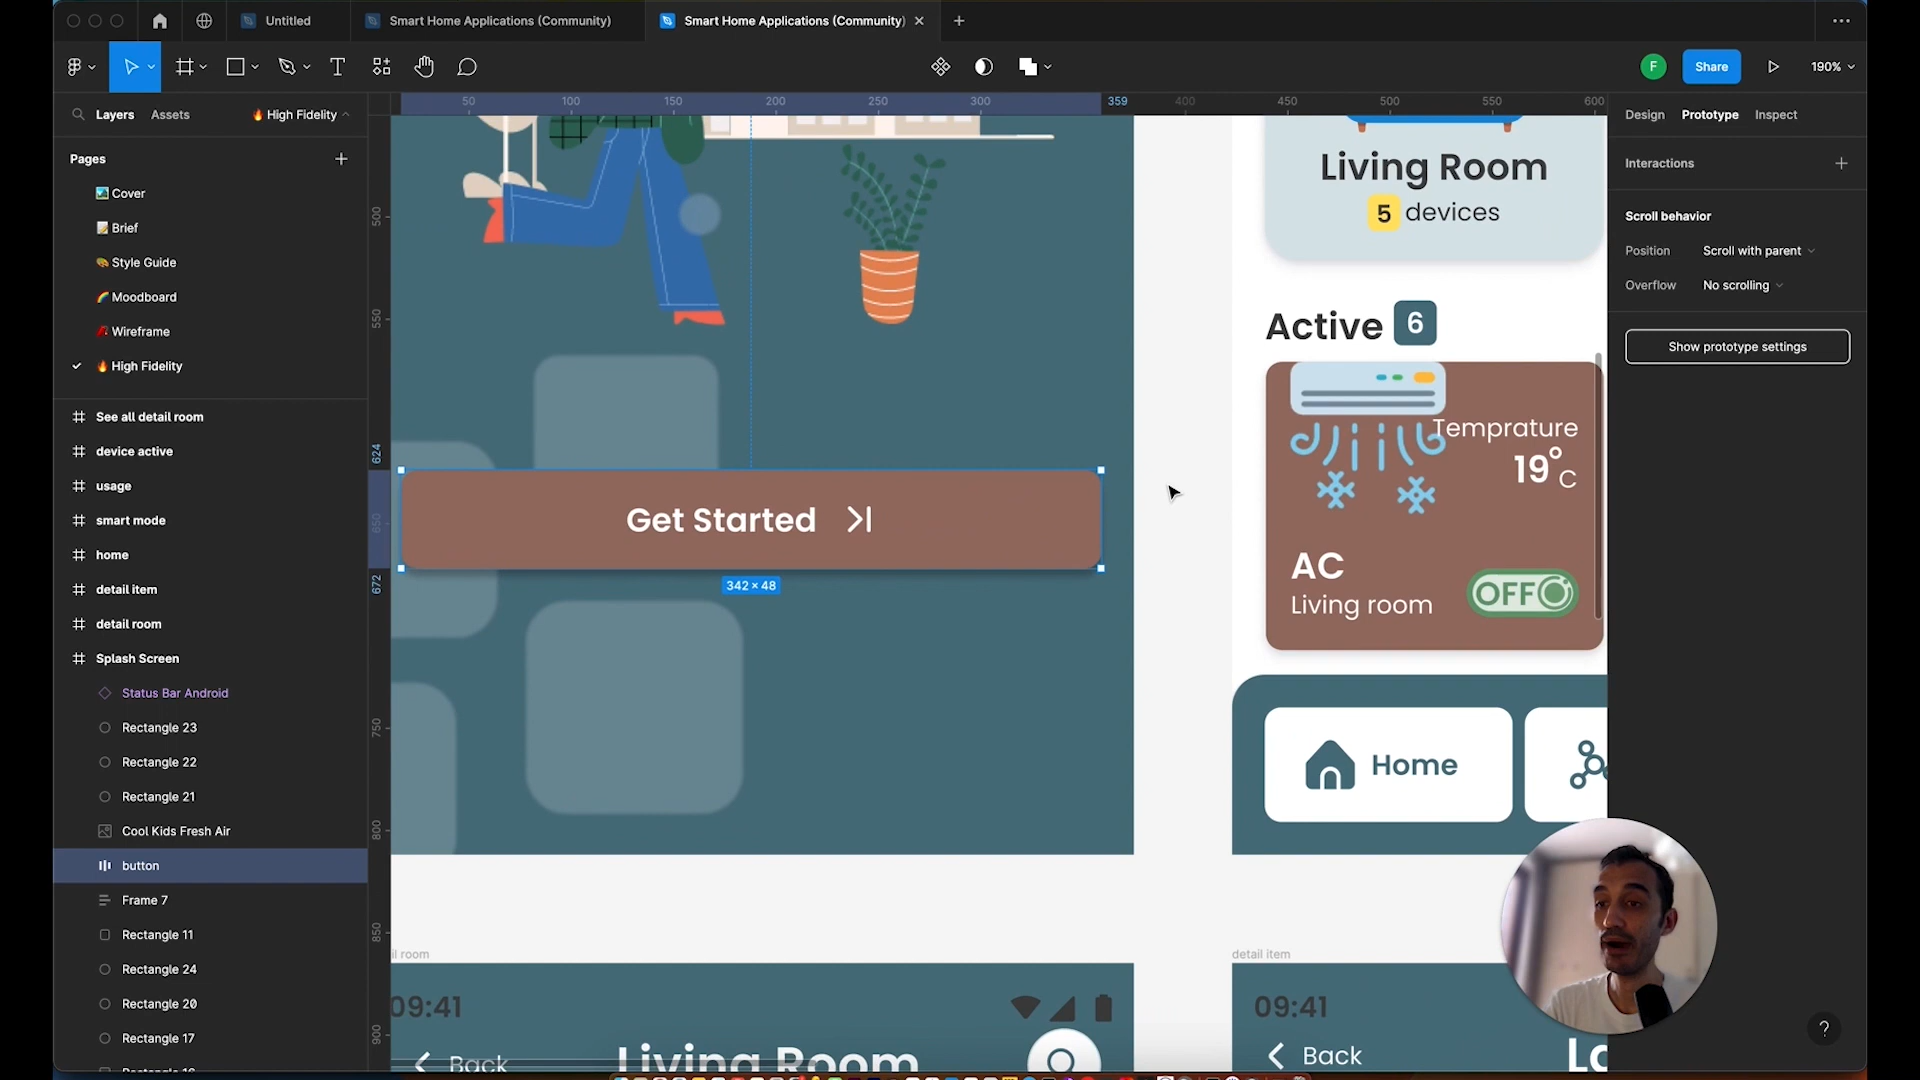 Untitled
Smart Home Applications (Community)
Smart Home Applications (Community)
F
Share
190%
Layers
Assets
🔥 High Fidelity
Pages
Cover
Brief
Style Guide
Moodboard
Wireframe
🔥 High Fidelity
See all detail room
device active
usage
smart mode
home
detail item
detail room
Splash Screen
Status Bar Android
Rectangle 23
Rectangle 22
Rectangle 21
Cool Kids Fresh Air
button
Frame 7
Rectangle 11
Rectangle 24
Rectangle 20
Rectangle 17
50 100 150 200 250 300 359 400 450 500 550 600
500
550
624
650
672
750
800
850
900
Get Started
342 × 48
Living Room
5 devices
Active 6
Temprature
19°C
AC
Living room
OFF
Home
detail item
09:41
Back
Living Room
09:41
Back
Design
Prototype
Inspect
Interactions
Scroll behavior
Position
Scroll with parent
Overflow
No scrolling
Show prototype settings
?